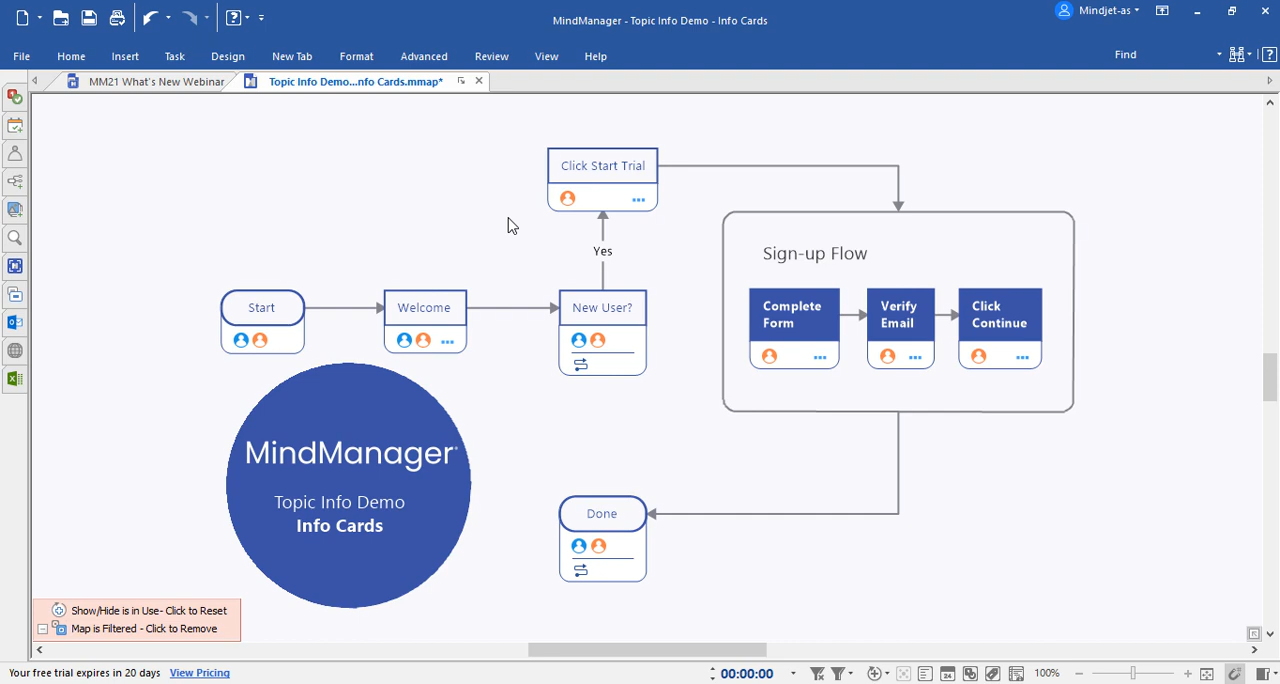 MindManager - Topic Info Demo - Info Cards
Mindjet-as
File Home Insert Task Design New Tab Format Advanced Review View Help
Find
MM21 What's New Webinar
Topic Info Demo...nfo Cards.mmap*
Click Start Trial
Yes
Start
Welcome
New User?
Sign-up Flow
Complete
Form
Verify
Email
Click
Continue
MindManager®
Topic Info Demo
Info Cards
Done
Show/Hide is in Use- Click to Reset
Map is Filtered - Click to Remove
Your free trial expires in 20 days View Pricing
00:00:00
24
100%